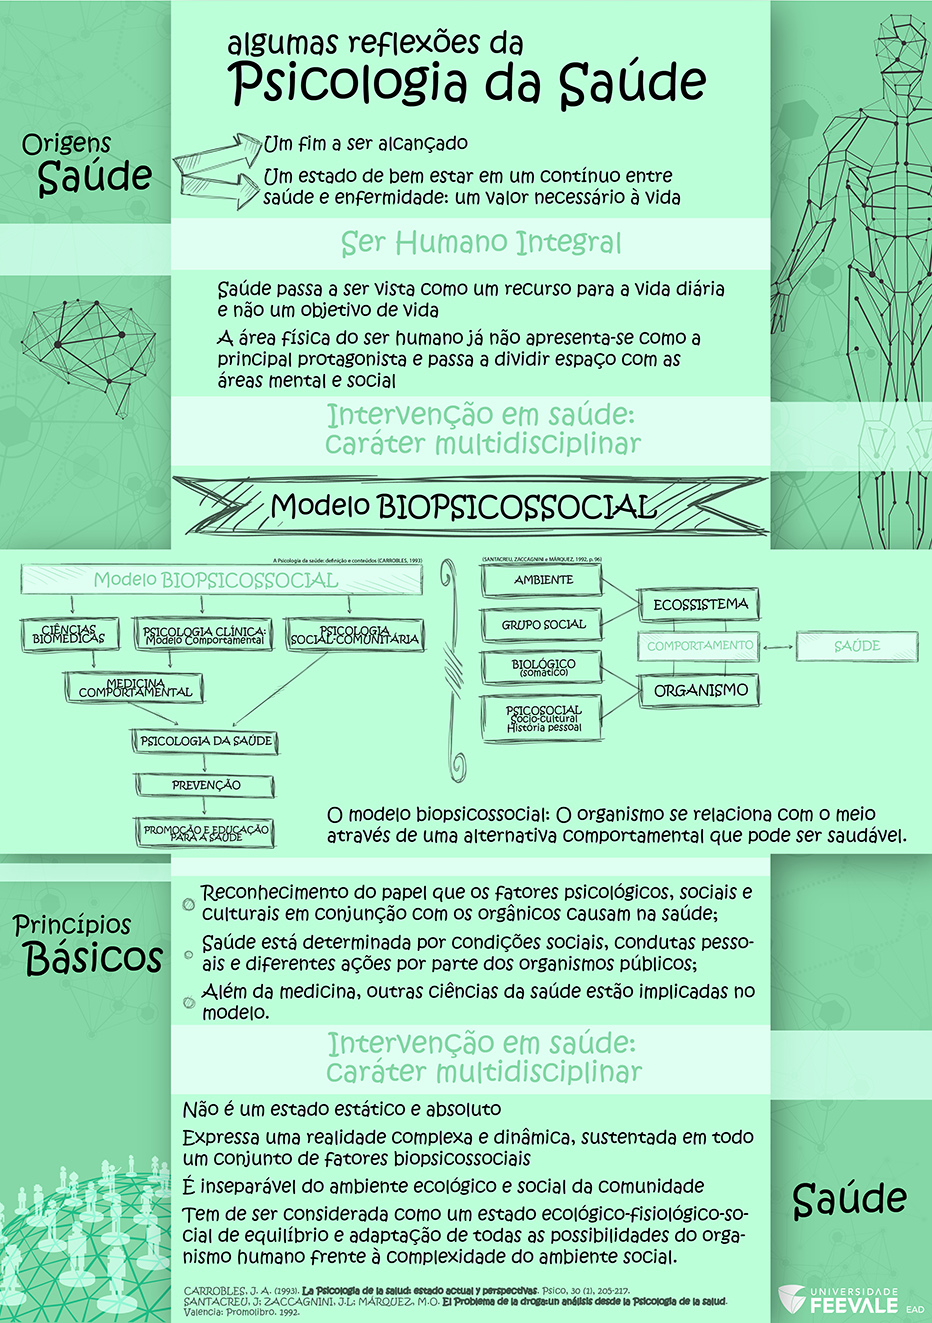 algumas reflexões da
Psicologia da Saúde
Origens
Saúde
Um fim a ser alcançado
Um estado de bem estar em um contínuo entre
saúde e enfermidade: um valor necessário à vida
Ser Humano Integral
Saúde passa a ser vista como um recurso para a vida diária
e não um objetivo de vida
A área física do ser humano já não apresenta-se como a
principal protagonista e passa a dividir espaço com as
áreas mental e social
Intervenção em saúde:
caráter multidisciplinar
Modelo BIOPSICOSSOCIAL
A Psicologia da saúde: definição e conteúdos (CARROBLES, 1993)
Modelo BIOPSICOSSOCIAL
CIÊNCIAS
BIOMÉDICAS
PSICOLOGIA CLÍNICA:
Modelo Comportamental
PSICOLOGIA
SOCIAL-COMUNITÁRIA
MEDICINA
COMPORTAMENTAL
PSICOLOGIA DA SAÚDE
PREVENÇÃO
PROMOÇÃO E EDUCAÇÃO
PARA A SAÚDE
(SANTACREU, ZACCAGNINI e MÁRQUEZ, 1992, p. 96)
AMBIENTE
GRUPO SOCIAL
BIOLÓGICO
(somático)
PSICOSOCIAL
Socio-cultural
História pessoal
ECOSSISTEMA
COMPORTAMENTO
ORGANISMO
SAÚDE
O modelo biopsicossocial: O organismo se relaciona com o meio
através de uma alternativa comportamental que pode ser saudável.
Princípios
Básicos
Reconhecimento do papel que os fatores psicológicos, sociais e
culturais em conjunção com os orgânicos causam na saúde;
Saúde está determinada por condições sociais, condutas pesso-
ais e diferentes ações por parte dos organismos públicos;
Além da medicina, outras ciências da saúde estão implicadas no
modelo.
Intervenção em saúde:
caráter multidisciplinar
Não é um estado estático e absoluto
Expressa uma realidade complexa e dinâmica, sustentada em todo
um conjunto de fatores biopsicossociais
É inseparável do ambiente ecológico e social da comunidade
Tem de ser considerada como um estado ecológico-fisiológico-so-
cial de equilíbrio e adaptação de todas as possibilidades do orga-
nismo humano frente à complexidade do ambiente social.
Saúde
CARROBLES, J. A. (1993). La Psicologia de la salud: estado actual y perspectivas. Psico, 30 (1), 205-217.
SANTACREU, J; ZACCAGNINI, J.L; MÁRQUEZ, M.O. El Problema de la droga:un análisis desde la Psicologia de la salud.
Valencia: Promolibro. 1992.
UNIVERSIDADE
FEEVALE EAD